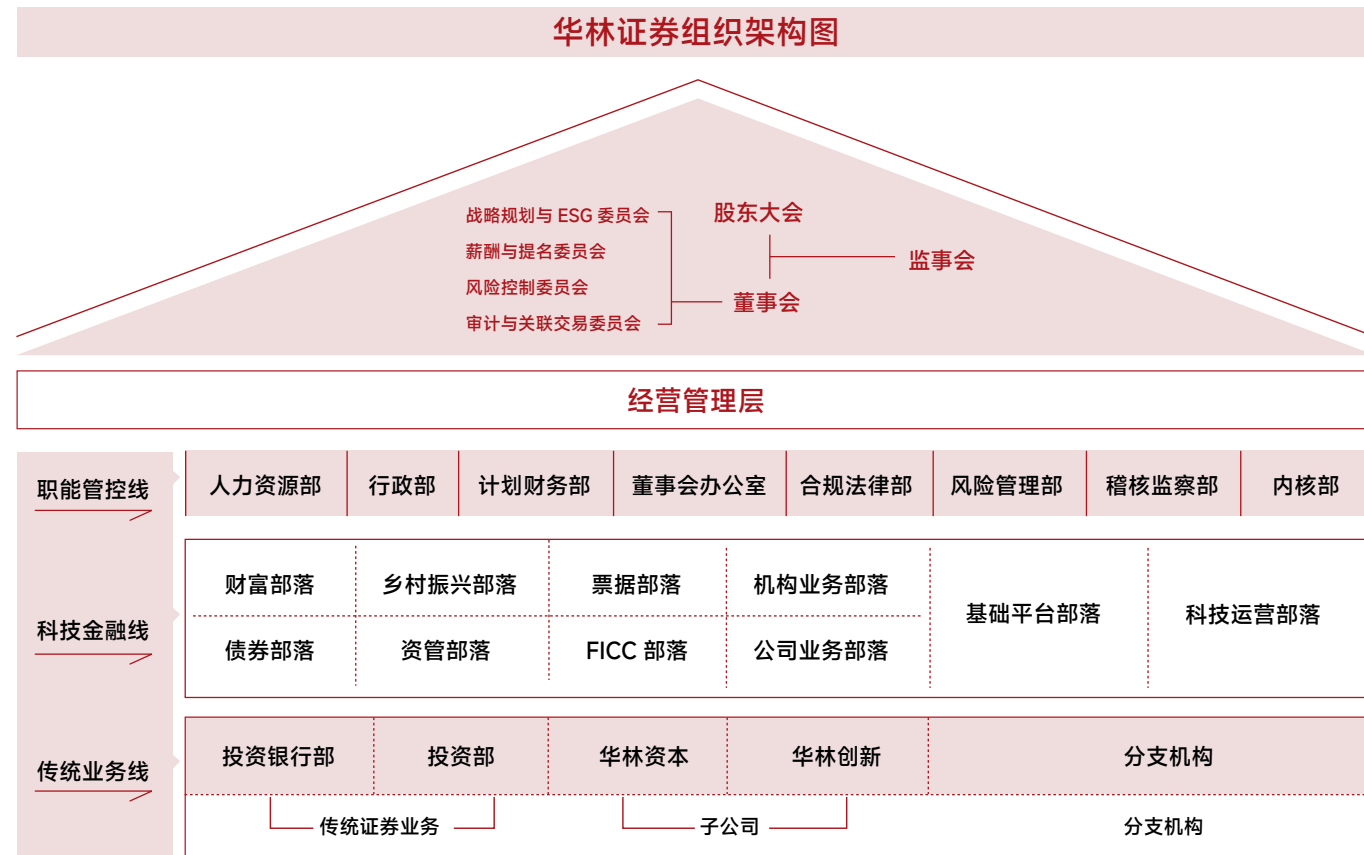 华林证券组织架构图
战略规划与 ESG 委员会
股东大会
薪酬与提名委员会
监事会
风险控制委员会
董事会
审计与关联交易委员会
经营管理层
职能管控线
人力资源部 行政部 计划财务部 董事会办公室 合规法律部 风险管理部 稽核监察部 内核部
科技金融线
财富部落 乡村振兴部落 票据部落 机构业务部落
基础平台部落 科技运营部落
债券部落 资管部落 FICC 部落 公司业务部落
传统业务线
投资银行部 投资部 华林资本 华林创新 分支机构
传统证券业务 子公司 分支机构